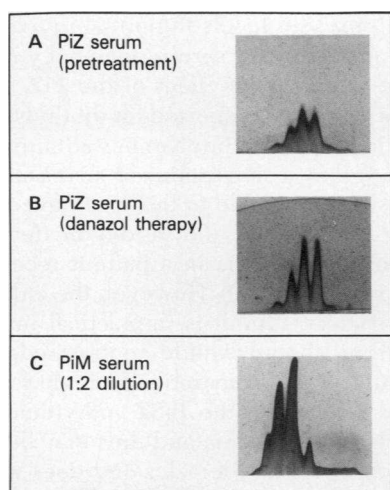 A PiZ serum
(pretreatment)
B PiZ serum
(danazol therapy)
C PiM serum
(1:2 dilution)